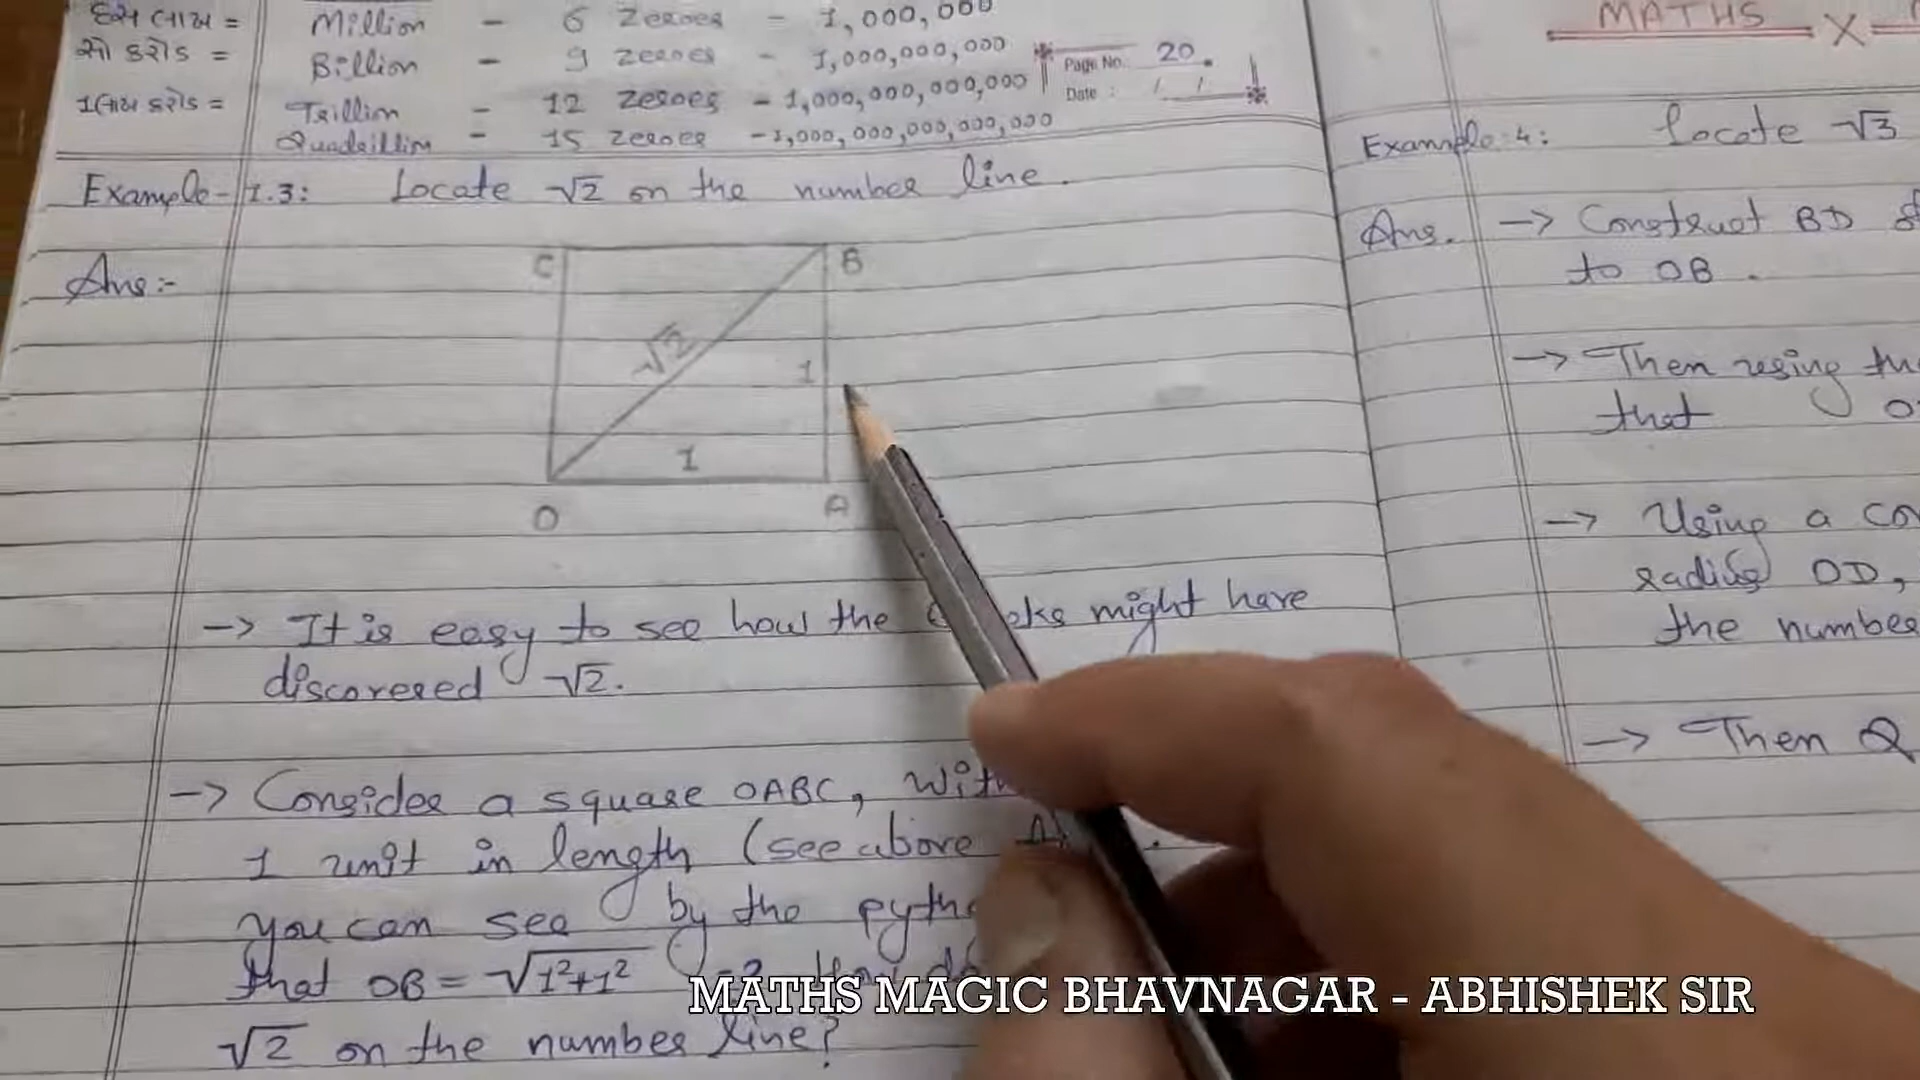 દસ લાખ = Million - 6 Zeroes - 1,000,000
સો કરોડ = Billion - 9 Zeroes - 1,000,000,000
1 લાખ કરોડ = Trillion - 12 Zeroes - 1,000,000,000,000
Quadrillion - 15 Zeroes - 1,000,000,000,000,000
Page No. 20.
Date : / /
Example - 1.3: Locate √2 on the number line.
Ans:-
C B
√2 1
1
O A
→ It is easy to see how the might have
discovered √2.
→ Consider a square OABC,
1 unit in length (see above
you can see by the
that OB = √1²+1²
√2 on the number line?
MATHS X
Example 4: Locate √3
Ans. → Construct BD
to OB.
→ Then using
that
→ Using a
radius OD,
the number
→ Then Q
MATHS MAGIC BHAVNAGAR - ABHISHEK SIR